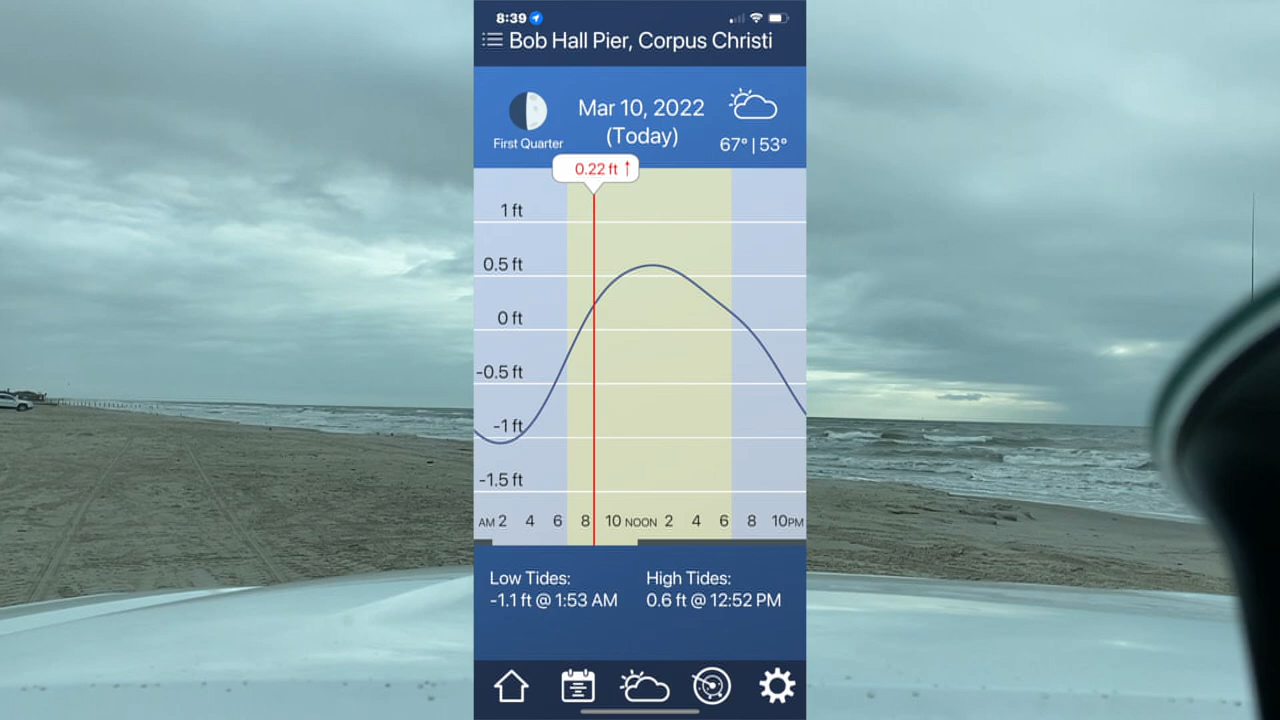 8:39
Bob Hall Pier, Corpus Christi
Mar 10, 2022
(Today)
First Quarter
67° | 53°
0.22 ft ↑
1 ft
0.5 ft
0 ft
-0.5 ft
-1 ft
-1.5 ft
AM 2 4 6 8 10 NOON 2 4 6 8 10PM
Low Tides:
-1.1 ft @ 1:53 AM
High Tides:
0.6 ft @ 12:52 PM